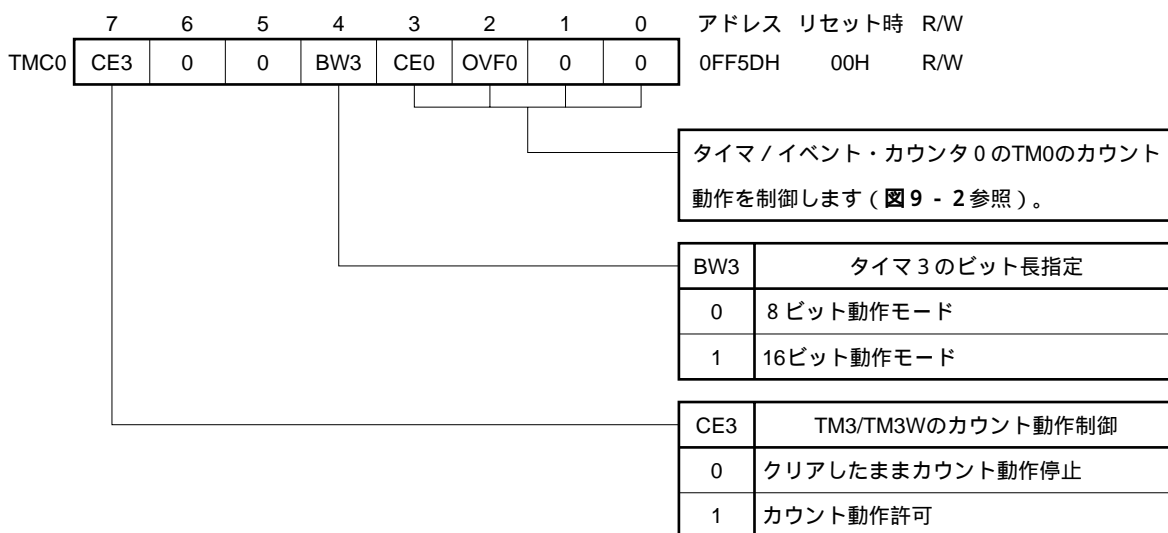 7 6 5 4 3 2 1 0 アドレス リセット時 R/W
TMC0 CE3 0 0 BW3 CE0 OVF0 0 0 0FF5DH 00H R/W
タイマ／イベント・カウンタ０のTM0のカウント
動作を制御します（図９－２参照）。
BW3 タイマ３のビット長指定
0 ８ビット動作モード
1 16ビット動作モード
CE3 TM3/TM3Wのカウント動作制御
0 クリアしたままカウント動作停止
1 カウント動作許可